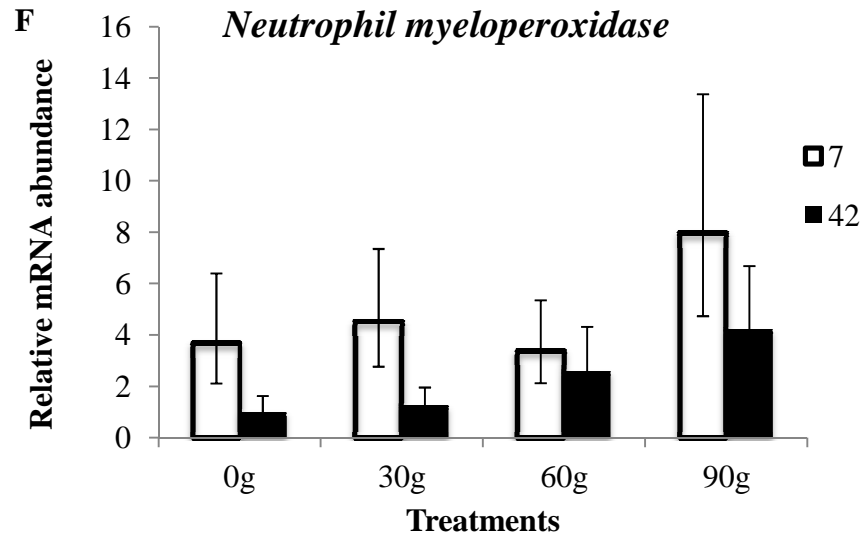 F
Neutrophil myeloperoxidase
Relative mRNA abundance
16
14
12
10
8
6
4
2
0
0g 30g 60g 90g
Treatments
7
42